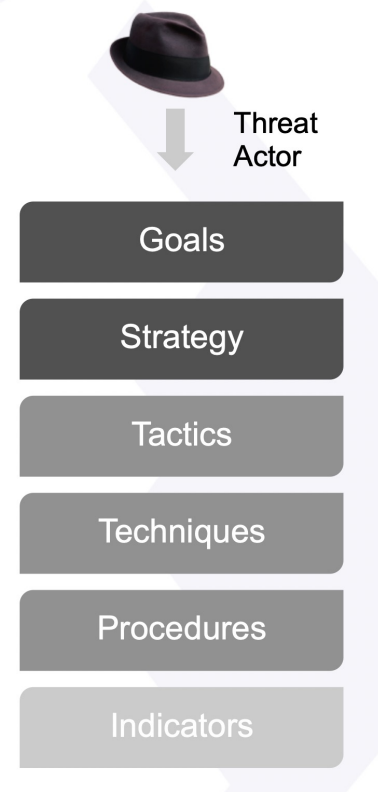 Threat
Actor
Goals
Strategy
Tactics
Techniques
Procedures
Indicators